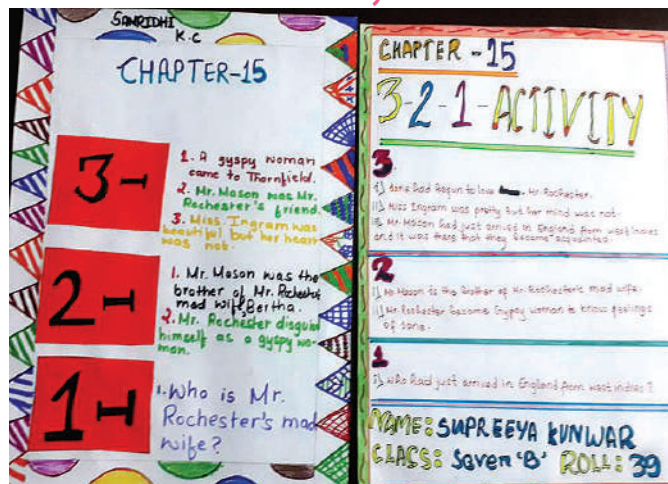 SAMRIDHI
K.C
CHAPTER-15
3-
1. A gyspy woman
came to Thornfield.
2. Mr. Mason was Mr.
Rochester's friend.
3. Miss Ingram was
beautiful but her heart
was not.
2-
1. Mr. Mason was the
brother of Mr. Rochester's
mad wife, Bertha.
2. Mr. Rochester disguid
himself as a gyspy wo-
man.
1-
1. Who is Mr.
Rochester's mad
wife?
CHAPTER - 15
3-2-1-ACTIVITY
3.
i) Jane had begun to love Mr. Rochester.
ii) Miss Ingram was pretty but her mind was not.
iii) Mr. Mason had just arrived in England from west indies
and it was there that they became acquainted.
2
i) Mr. Mason is the brother of Mr. Rochester's mad wife.
ii) Mr. Rochester became Gypsy woman to know feelings
of Jane.
1
i) Who had just arrived in England from west indies?
NAME: SUPREEYA KUNWAR
CLASS: Seven 'B' ROLL: 39